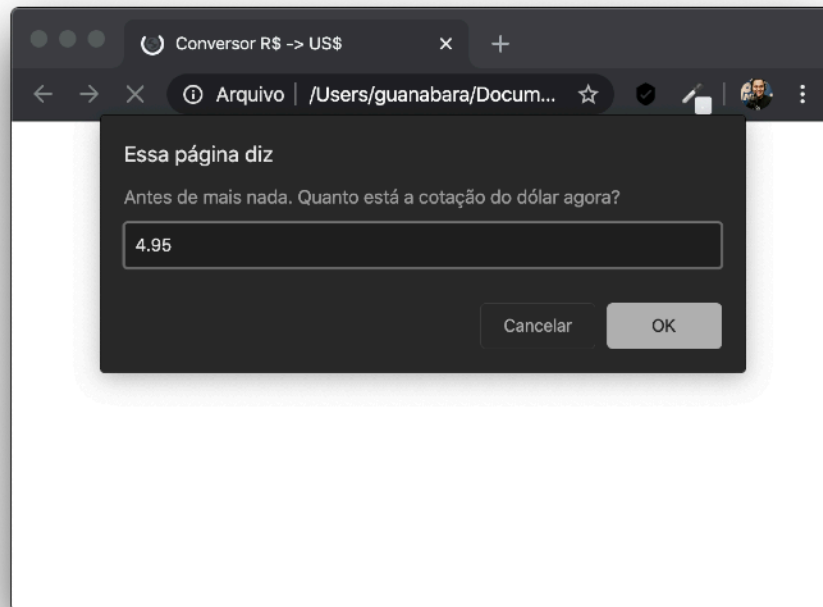 Conversor R$ -> US$
Arquivo | /Users/guanabara/Docum...
Essa página diz
Antes de mais nada. Quanto está a cotação do dólar agora?
4.95
Cancelar OK